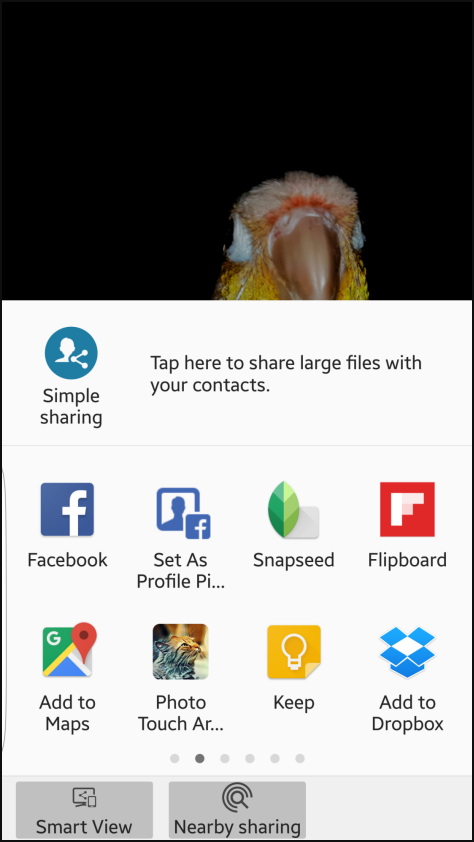 Simple
sharing
Tap here to share large files with
your contacts.
f
Facebook
f
Set As
Profile Pi...
Snapseed
Flipboard
G
Add to
Maps
Photo
Touch Ar...
Keep
Add to
Dropbox
Smart View
Nearby sharing